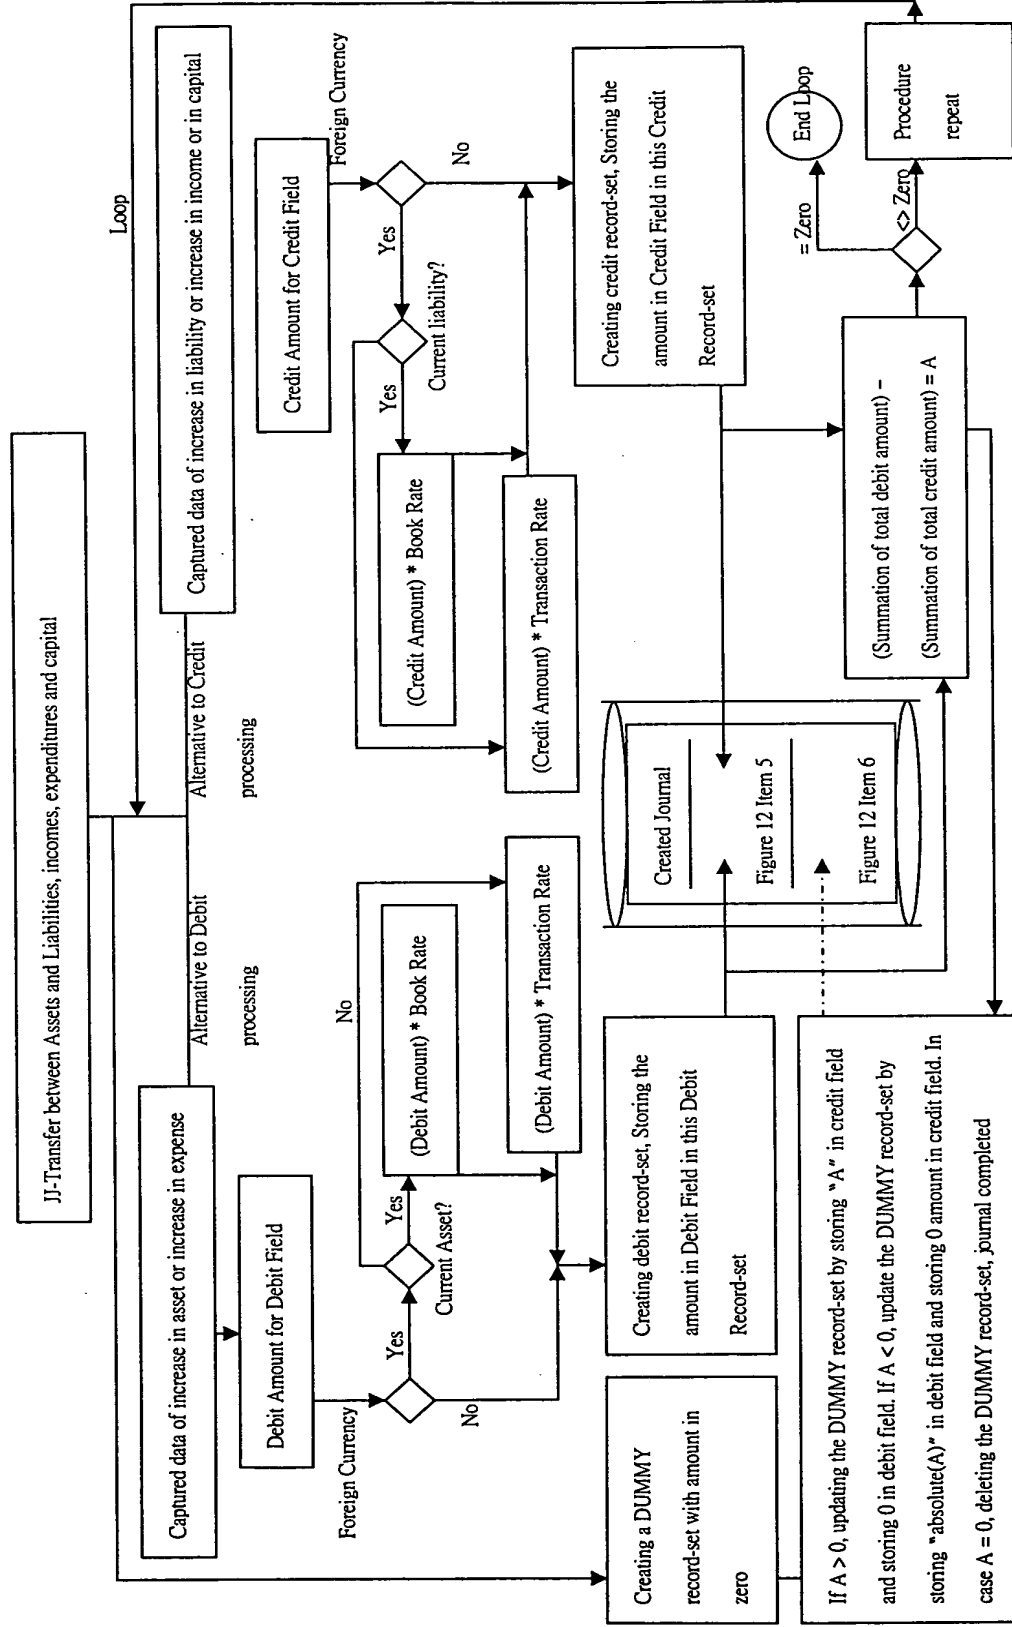 JJ-Transfer between Assets and Liabilities, incomes, expenditures and capital
Loop
Captured data of increase in asset or increase in expense
Alternative to Debit
processing
Alternative to Credit
processing
Captured data of increase in liability or increase in income or in capital
Debit Amount for Debit Field
Foreign Currency
Yes
No
Current Asset?
Yes
No
(Debit Amount) * Book Rate
(Debit Amount) * Transaction Rate
Credit Amount for Credit Field
Foreign Currency
Yes
No
Current liability?
Yes
(Credit Amount) * Book Rate
(Credit Amount) * Transaction Rate
Creating a DUMMY
record-set with amount in
zero
Creating debit record-set, Storing the
amount in Debit Field in this Debit
Record-set
Created Journal
Figure 12 Item 5
Figure 12 Item 6
Creating credit record-set, Storing the
amount in Credit Field in this Credit
Record-set
If A > 0, updating the DUMMY record-set by storing "A" in credit field
and storing 0 in debit field. If A < 0, update the DUMMY record-set by
storing "absolute(A)" in debit field and storing 0 amount in credit field. In
case A = 0, deleting the DUMMY record-set, journal completed
(Summation of total debit amount) –
(Summation of total credit amount) = A
= Zero
<> Zero
End Loop
Procedure
repeat